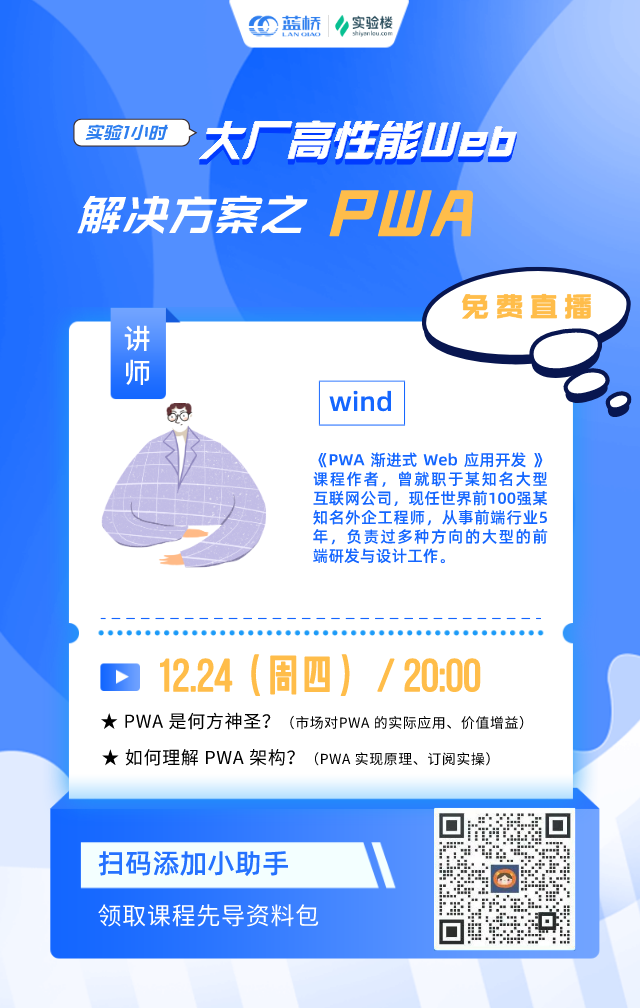 蓝桥 实验楼
LAN QIAO shiyanlou.com
实验1小时 大厂高性能Web
解决方案之 PWA
免费直播
讲
师
wind
《PWA 渐进式 Web 应用开发 》
课程作者，曾就职于某知名大型
互联网公司，现任世界前100强某
知名外企工程师，从事前端行业5
年，负责过多种方向的大型的前
端研发与设计工作。
12.24（周四） / 20:00
★ PWA 是何方神圣？（市场对PWA 的实际应用、价值增益）
★ 如何理解 PWA 架构？（PWA 实现原理、订阅实操）
扫码添加小助手
领取课程先导资料包